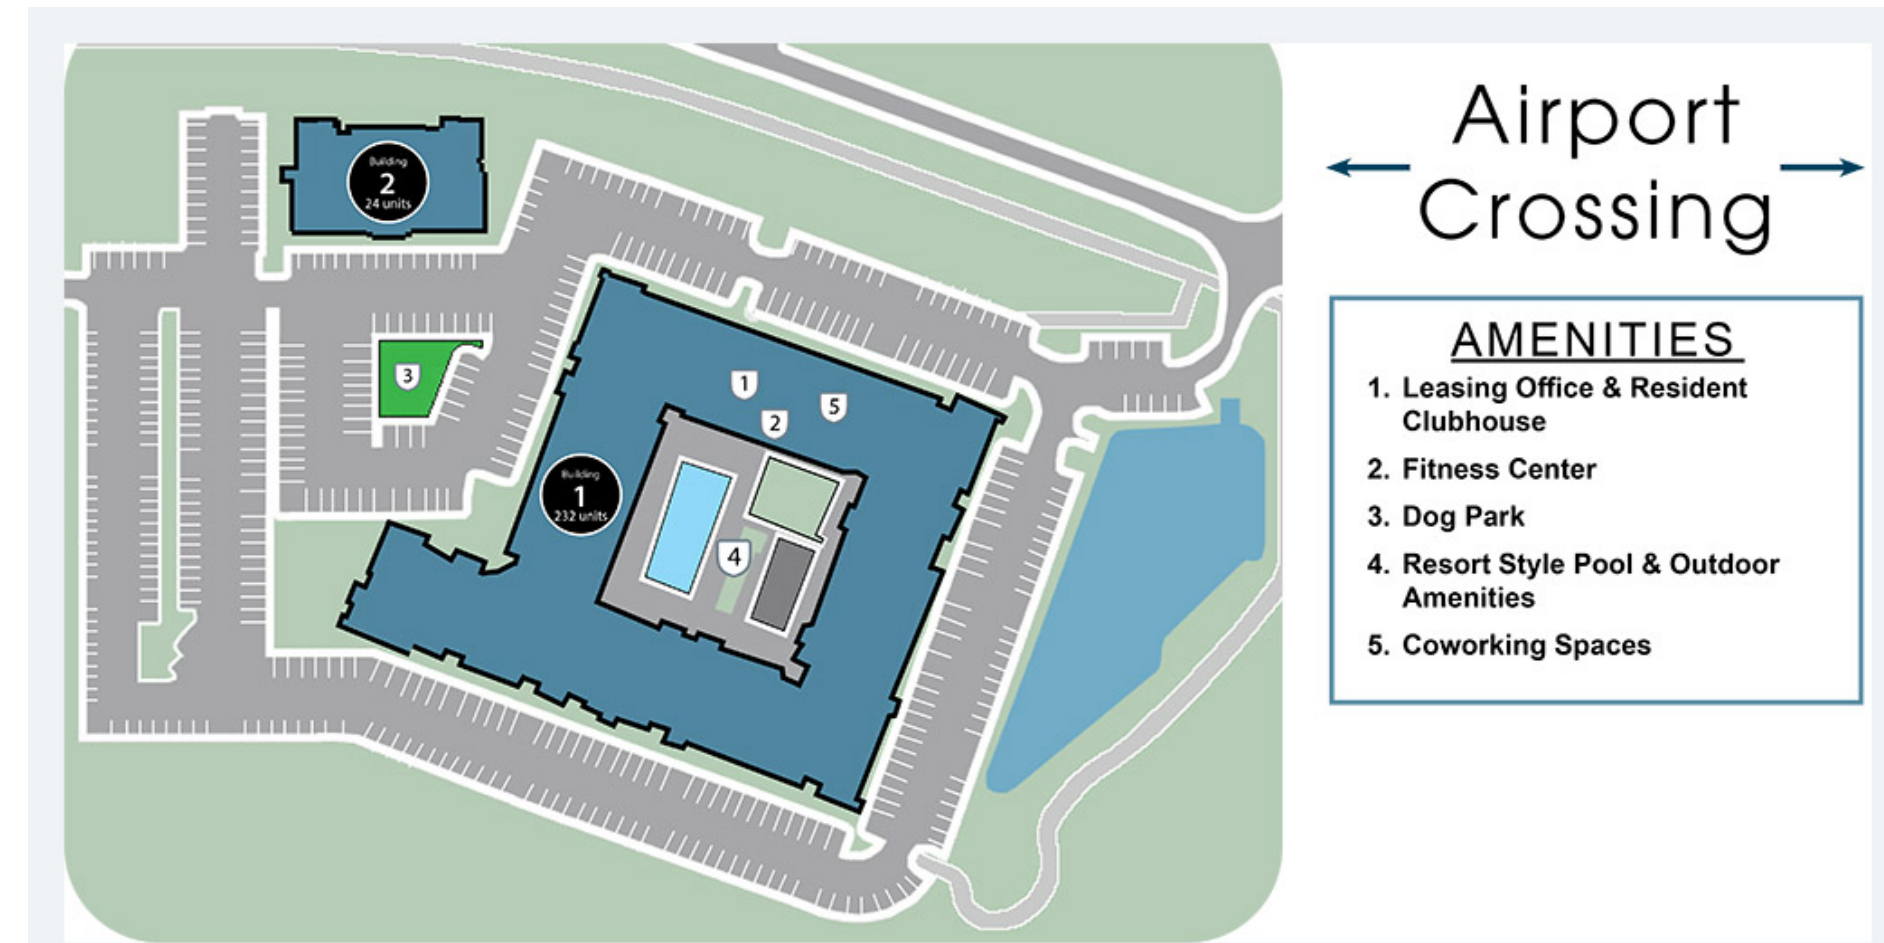 Airport
Crossing
AMENITIES
1. Leasing Office & Resident
Clubhouse
2. Fitness Center
3. Dog Park
4. Resort Style Pool & Outdoor
Amenities
5. Coworking Spaces
Building
2
24 units
3
1
5
2
Building
1
232 units
4